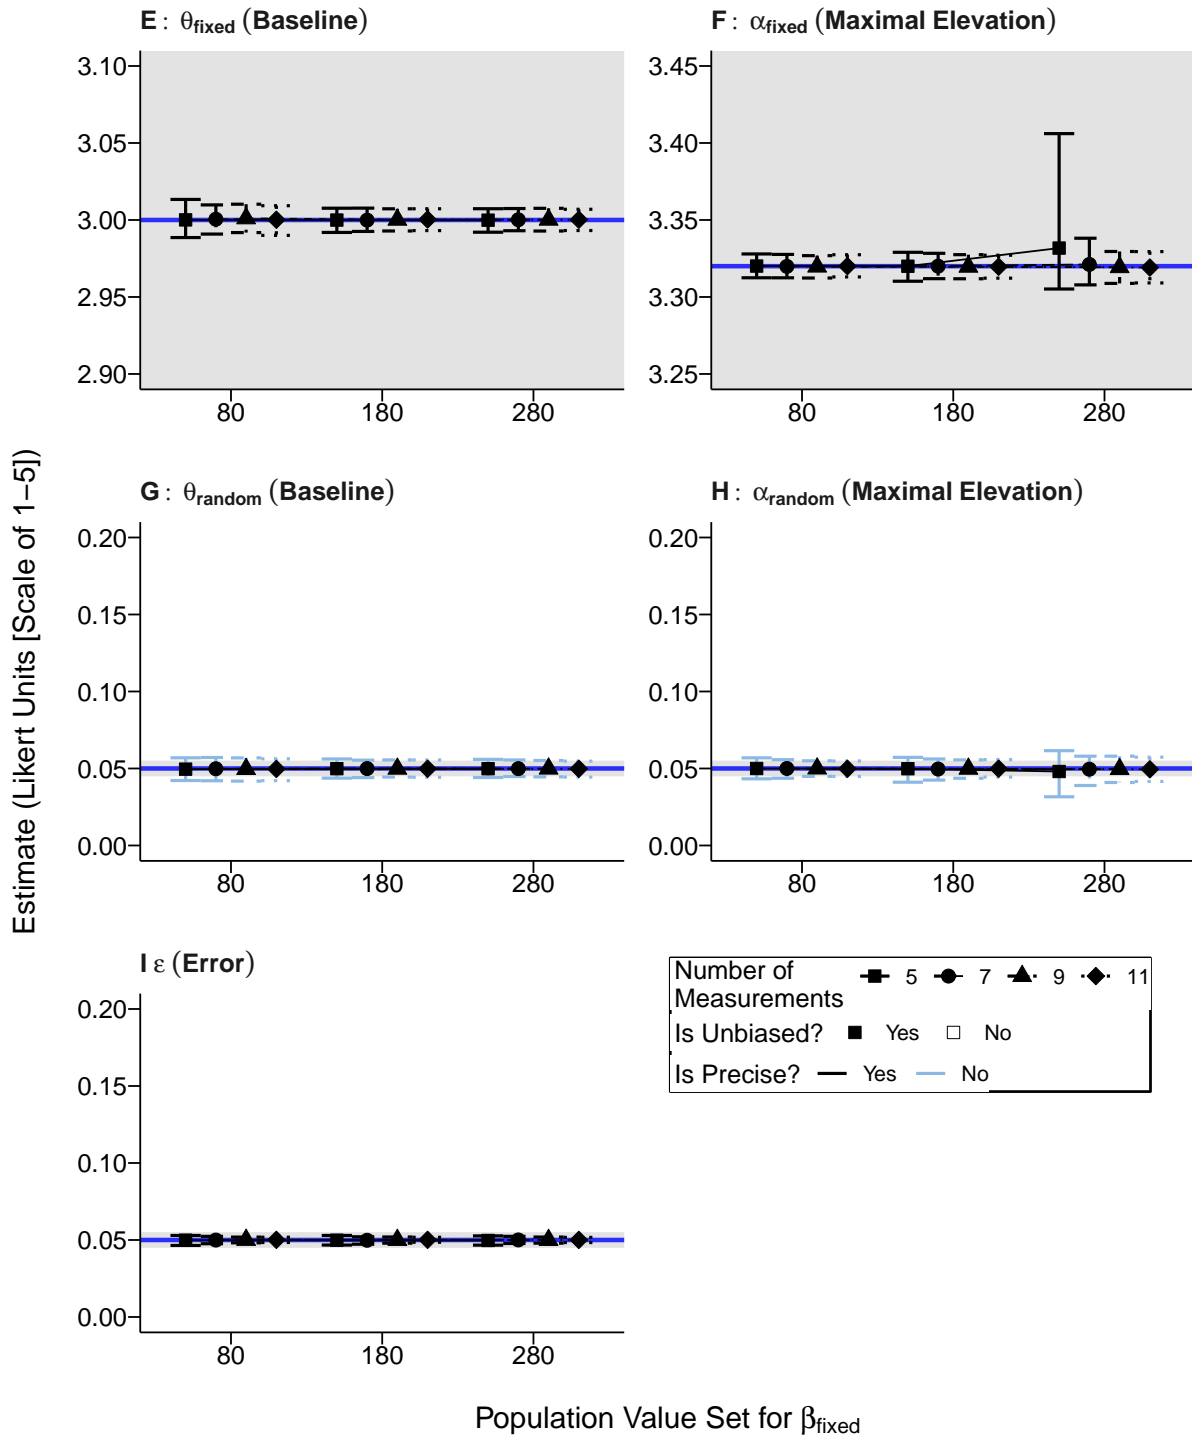 E : θfixed (Baseline)
3.10
3.05
3.00
2.95
2.90
80 180 280
F : αfixed (Maximal Elevation)
3.45
3.40
3.35
3.30
3.25
80 180 280
Estimate (Likert Units [Scale of 1–5])
G : θrandom (Baseline)
0.20
0.15
0.10
0.05
0.00
80 180 280
H : αrandom (Maximal Elevation)
0.20
0.15
0.10
0.05
0.00
80 180 280
I ε (Error)
0.20
0.15
0.10
0.05
0.00
80 180 280
Number of
Measurements 5 7 9 11
Is Unbiased? Yes No
Is Precise? Yes No
Population Value Set for βfixed